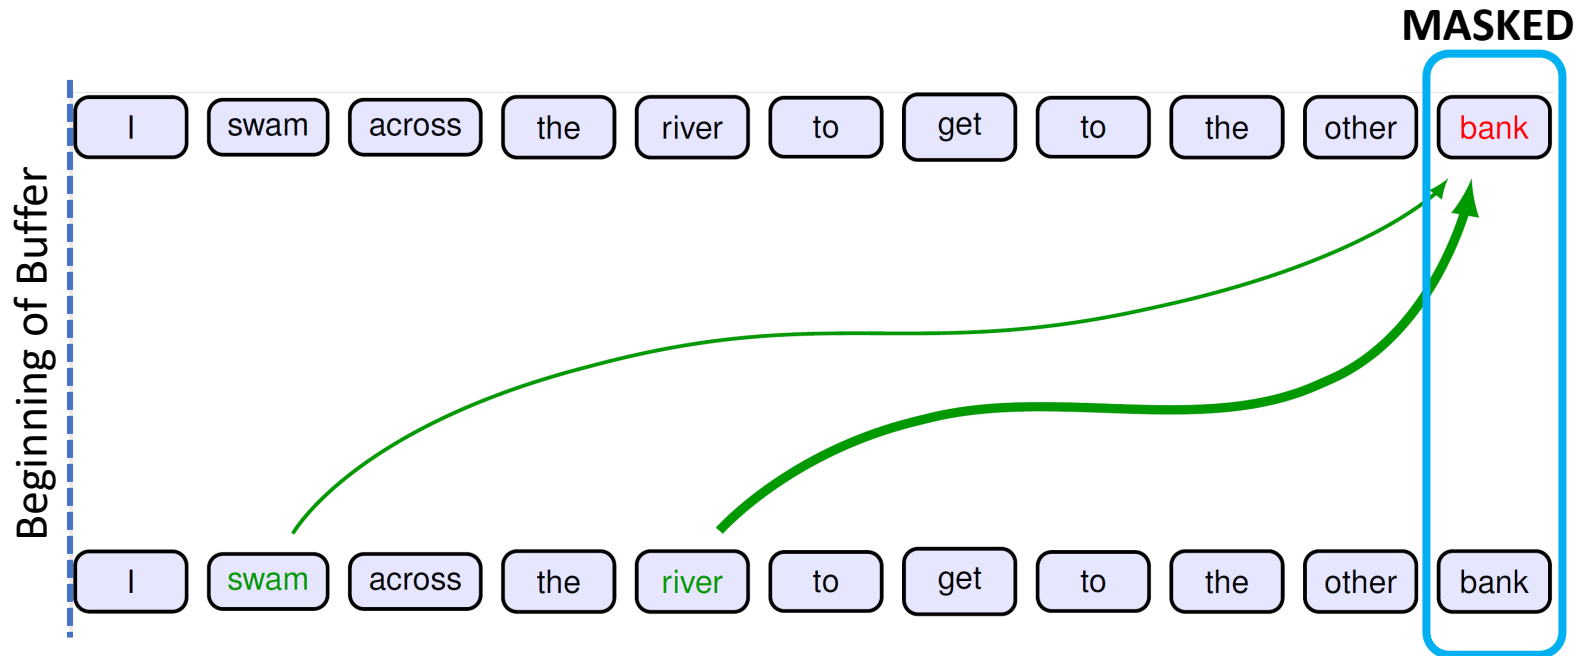 MASKED
I swam across the river to get to the other bank
Beginning of Buffer
I swam across the river to get to the other bank